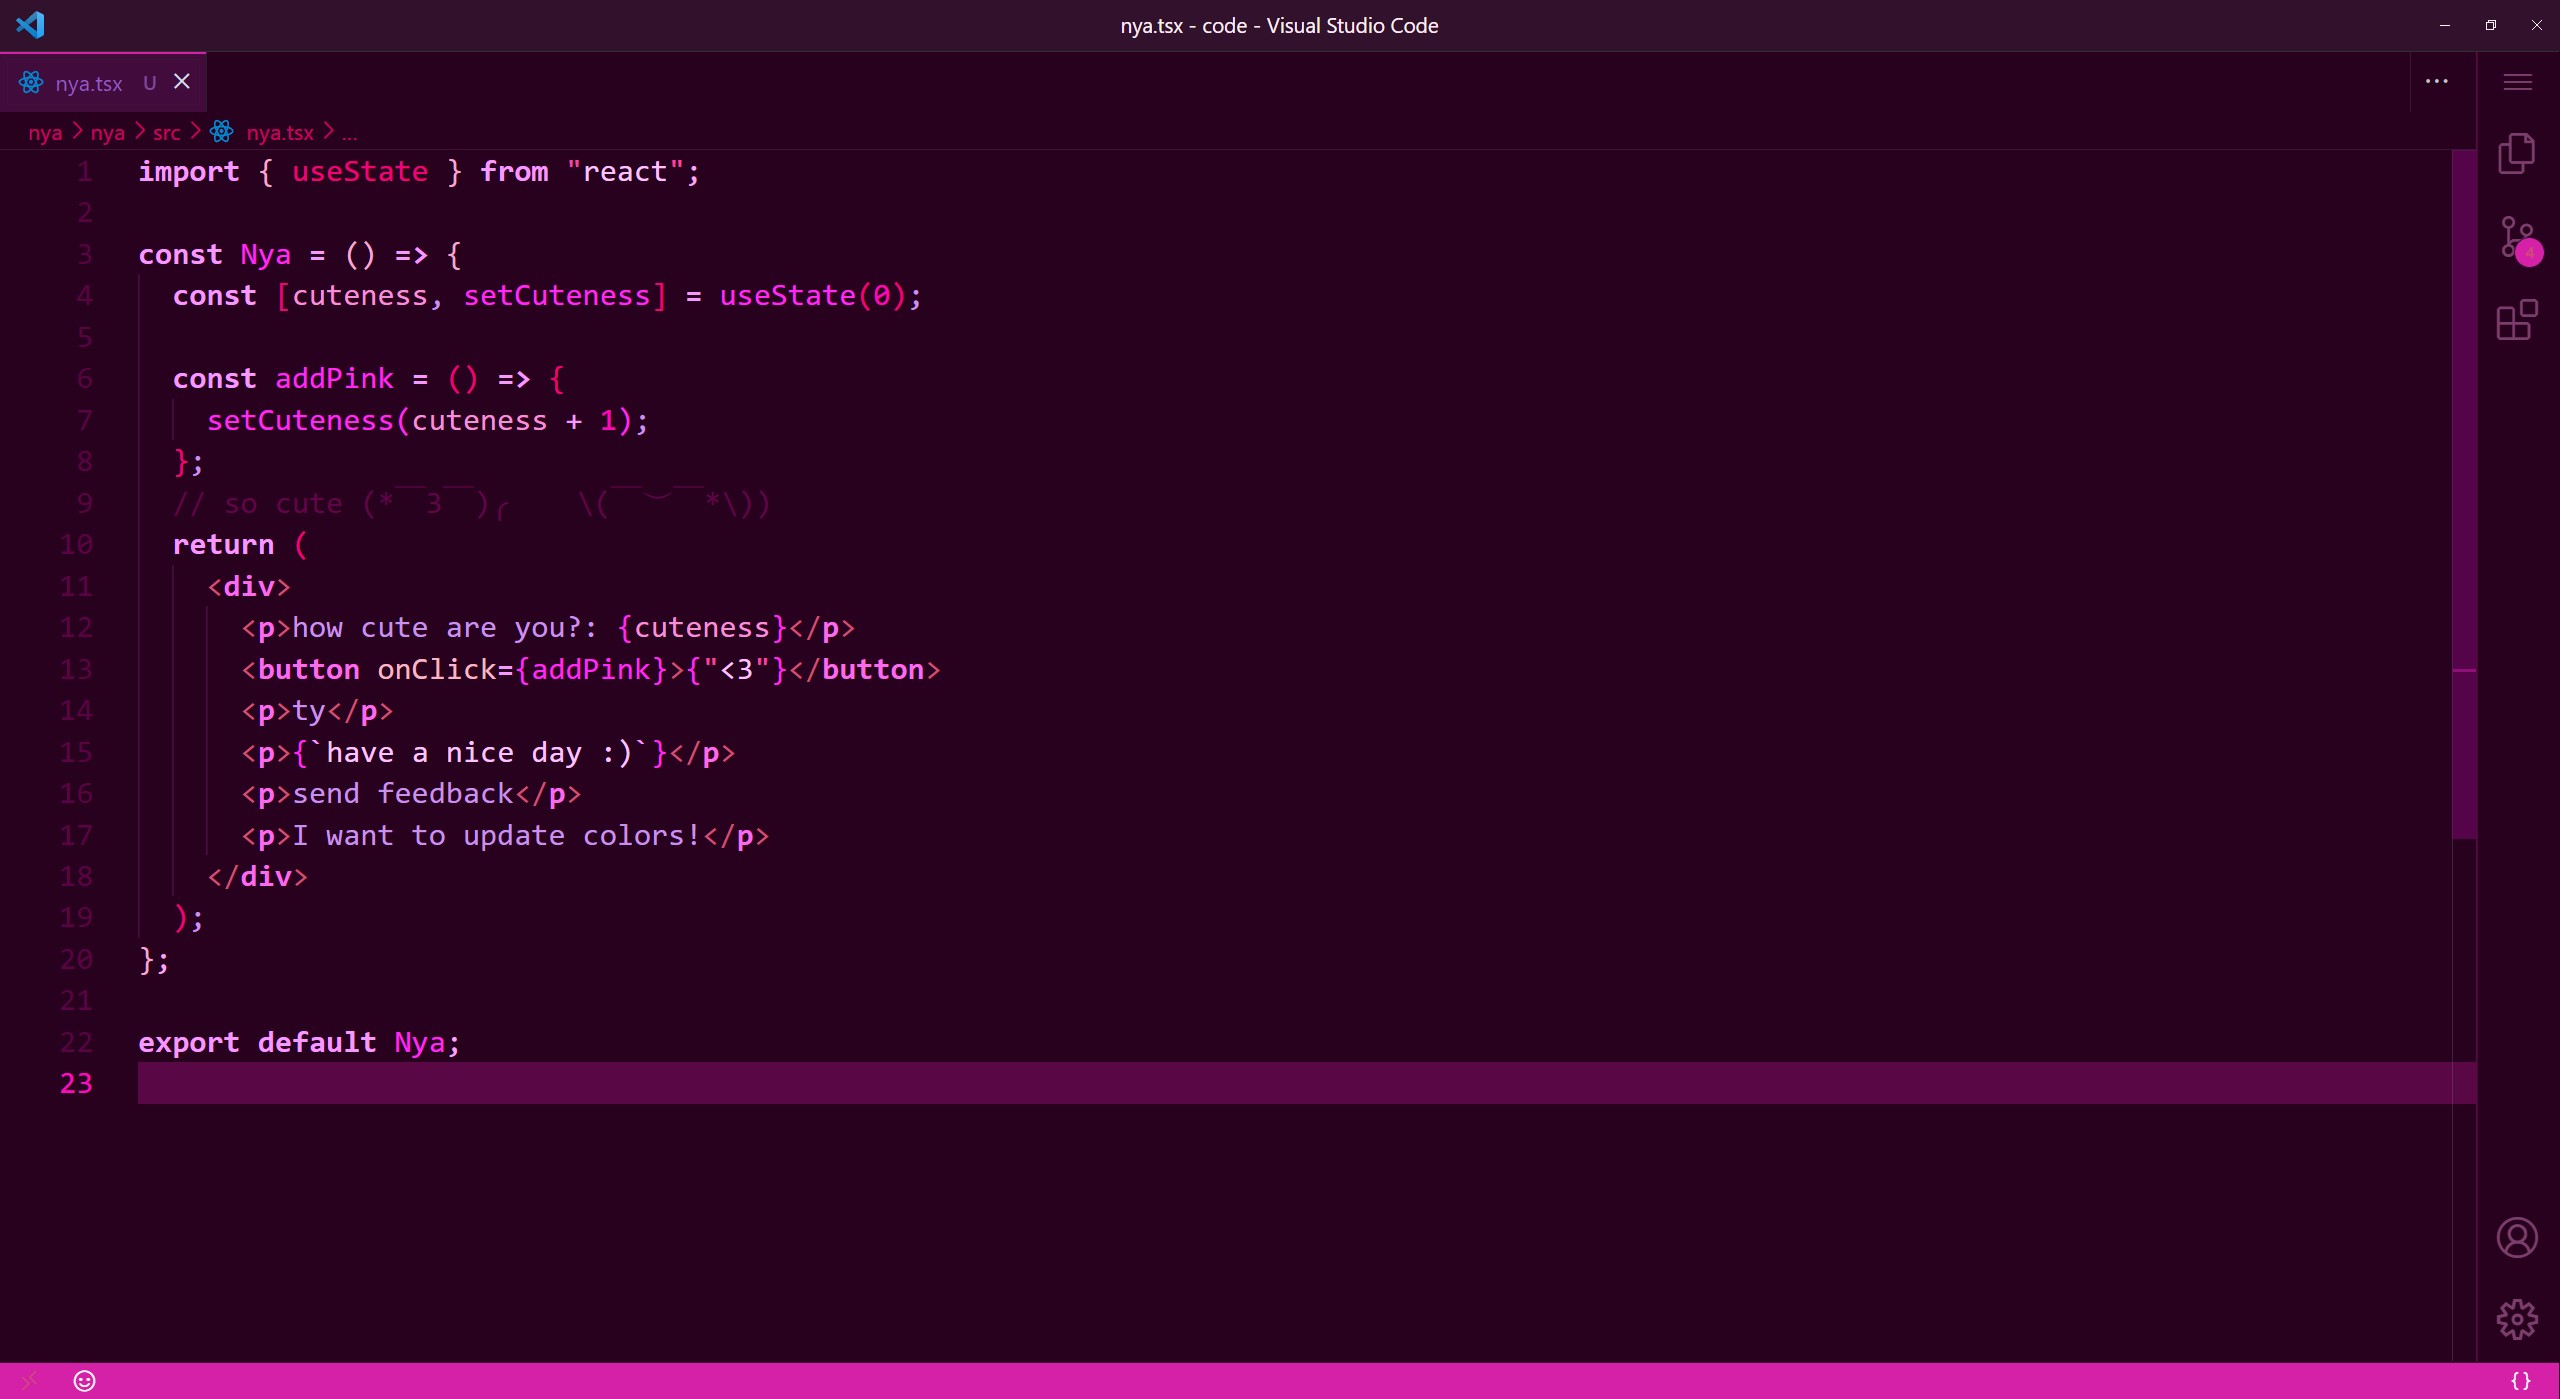 nya.tsx - code - Visual Studio Code
nya.tsx U
nya > nya > src > nya.tsx > ...
1 import { useState } from "react";
2
3 const Nya = () => {
4 const [cuteness, setCuteness] = useState(0);
5
6 const addPink = () => {
7 setCuteness(cuteness + 1);
8 };
9 // so cute (*￣3￣)╭    \(￣︶￣*\))
10 return (
11 <div>
12 <p>how cute are you?: {cuteness}</p>
13 <button onClick={addPink}>{"<3"}</button>
14 <p>ty</p>
15 <p>{`have a nice day :)`}</p>
16 <p>send feedback</p>
17 <p>I want to update colors!</p>
18 </div>
19 );
20 };
21
22 export default Nya;
23
4
{}